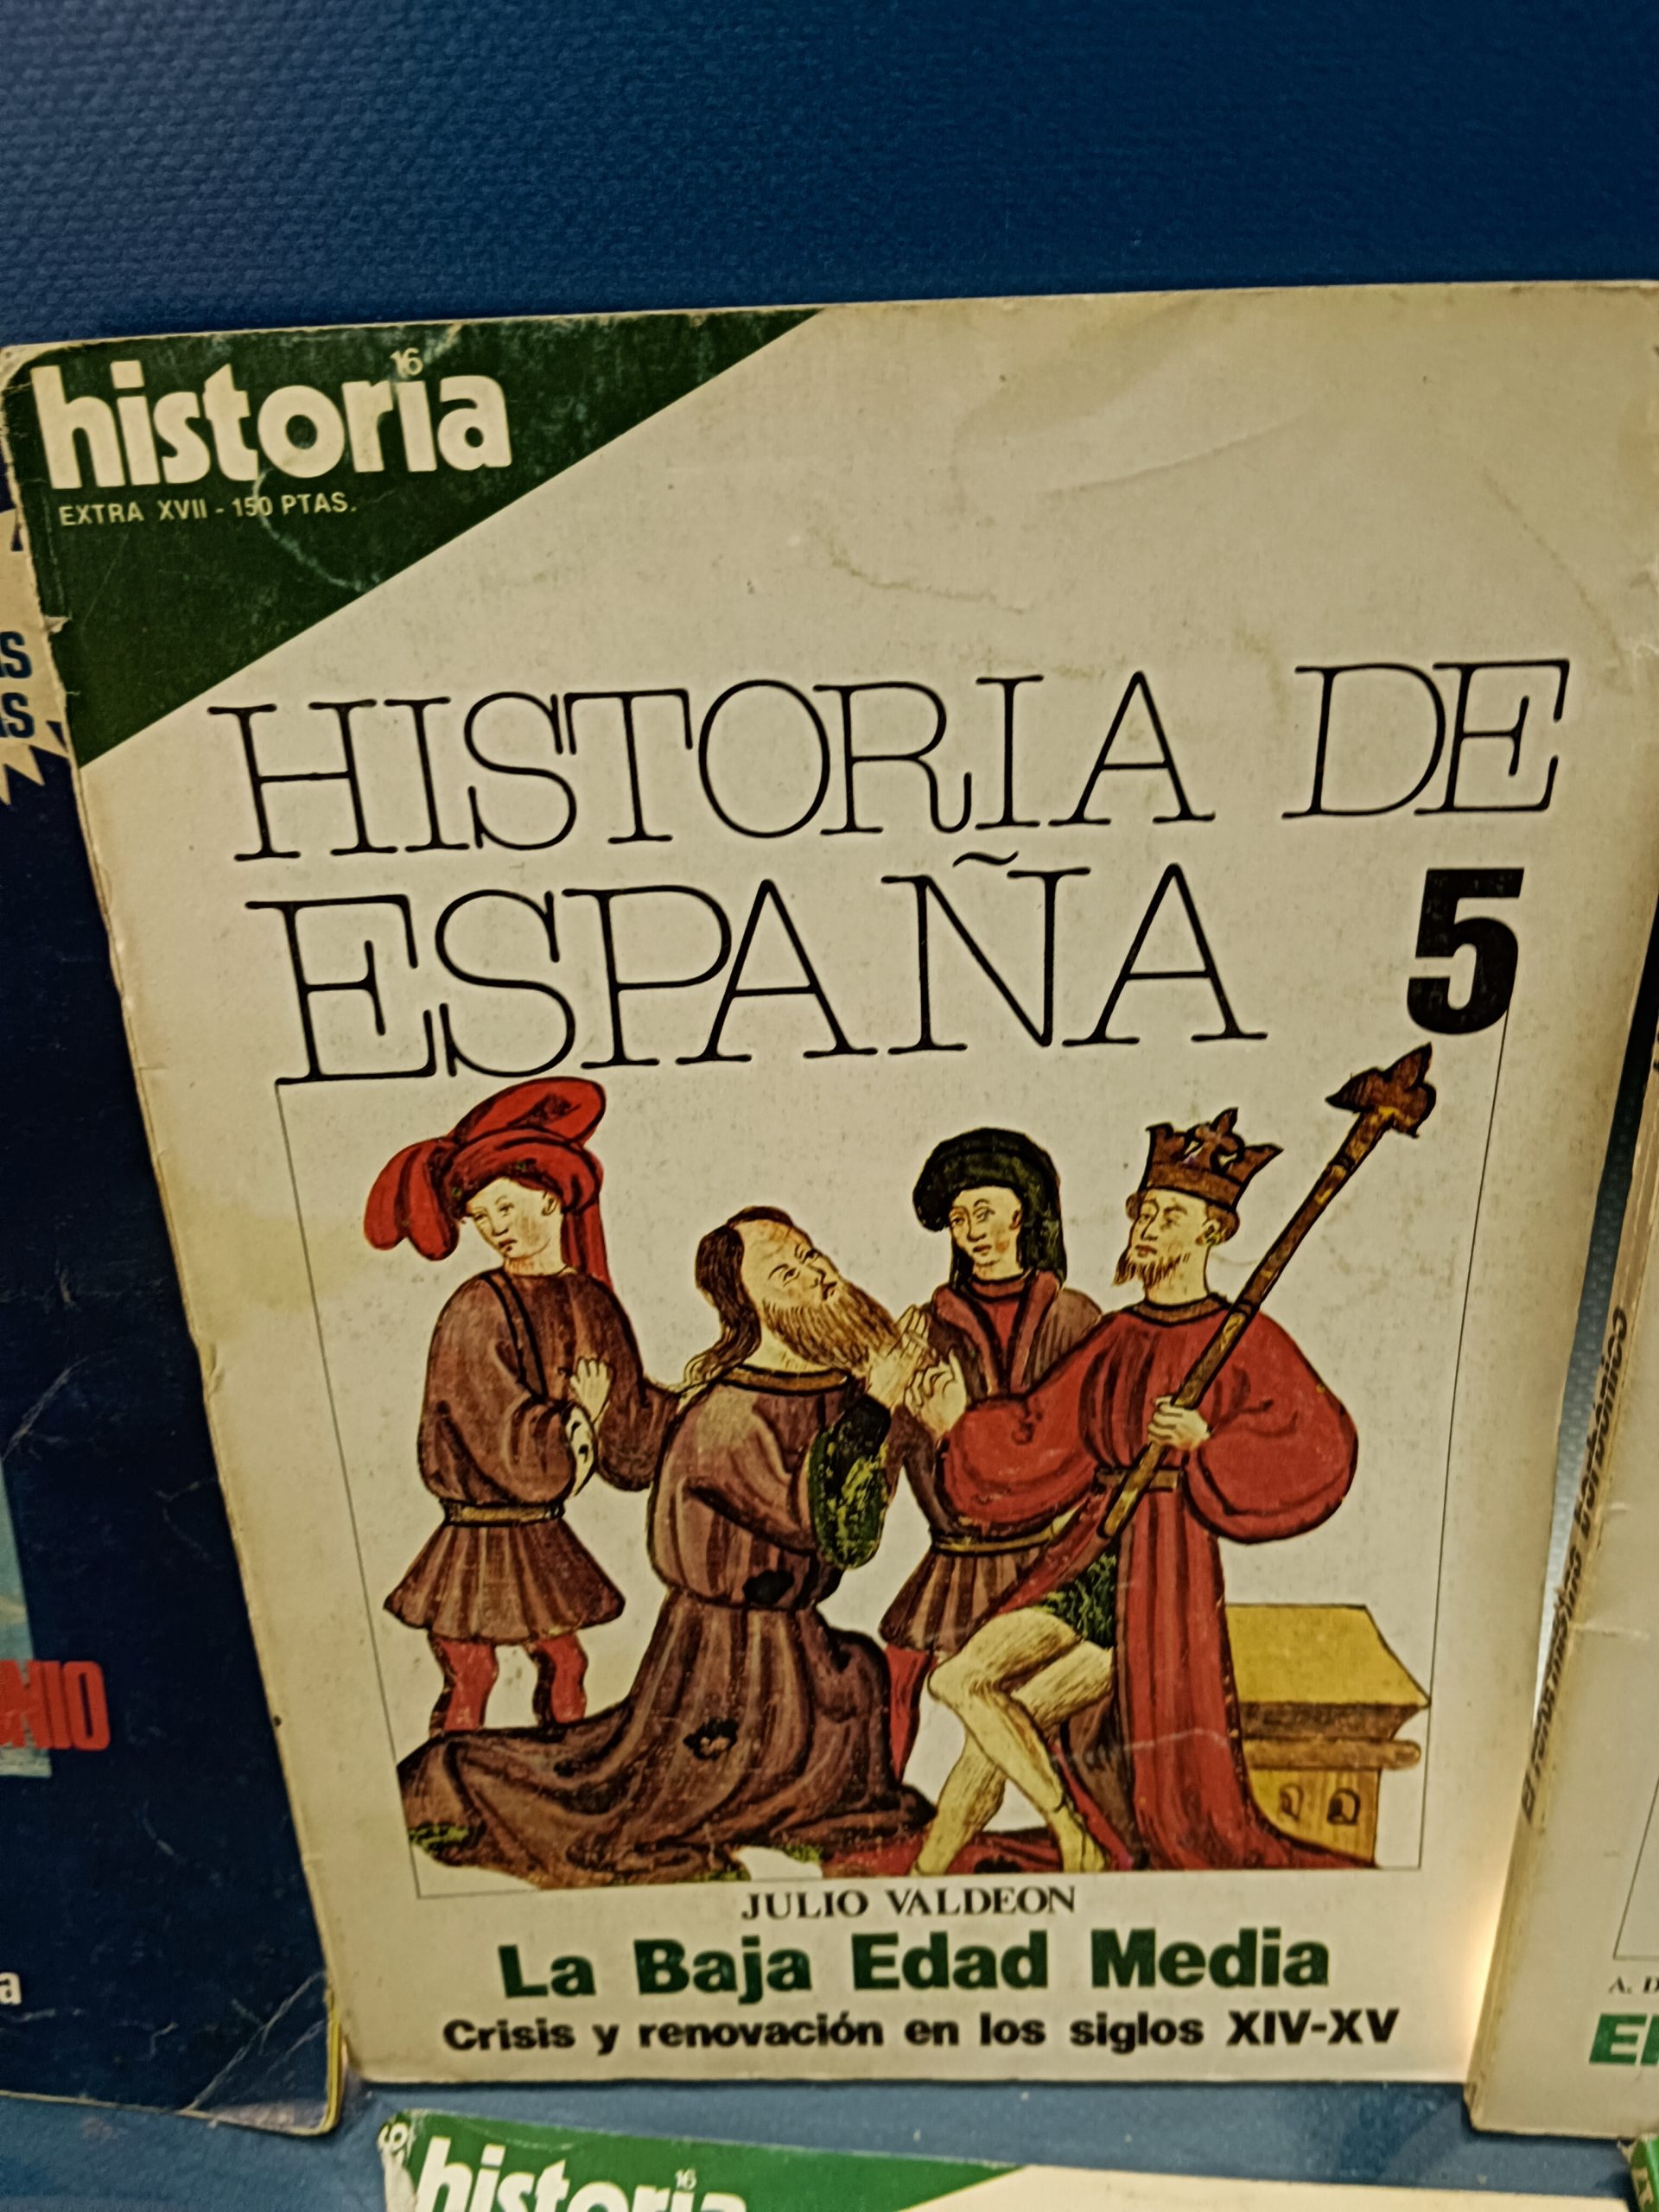 historia
16
EXTRA XVII - 150 PTAS.
HISTORIA DE
ESPAÑA 5
JULIO VALDEON
La Baja Edad Media
Crisis y renovación en los siglos XIV-XV
historia
16
A. D